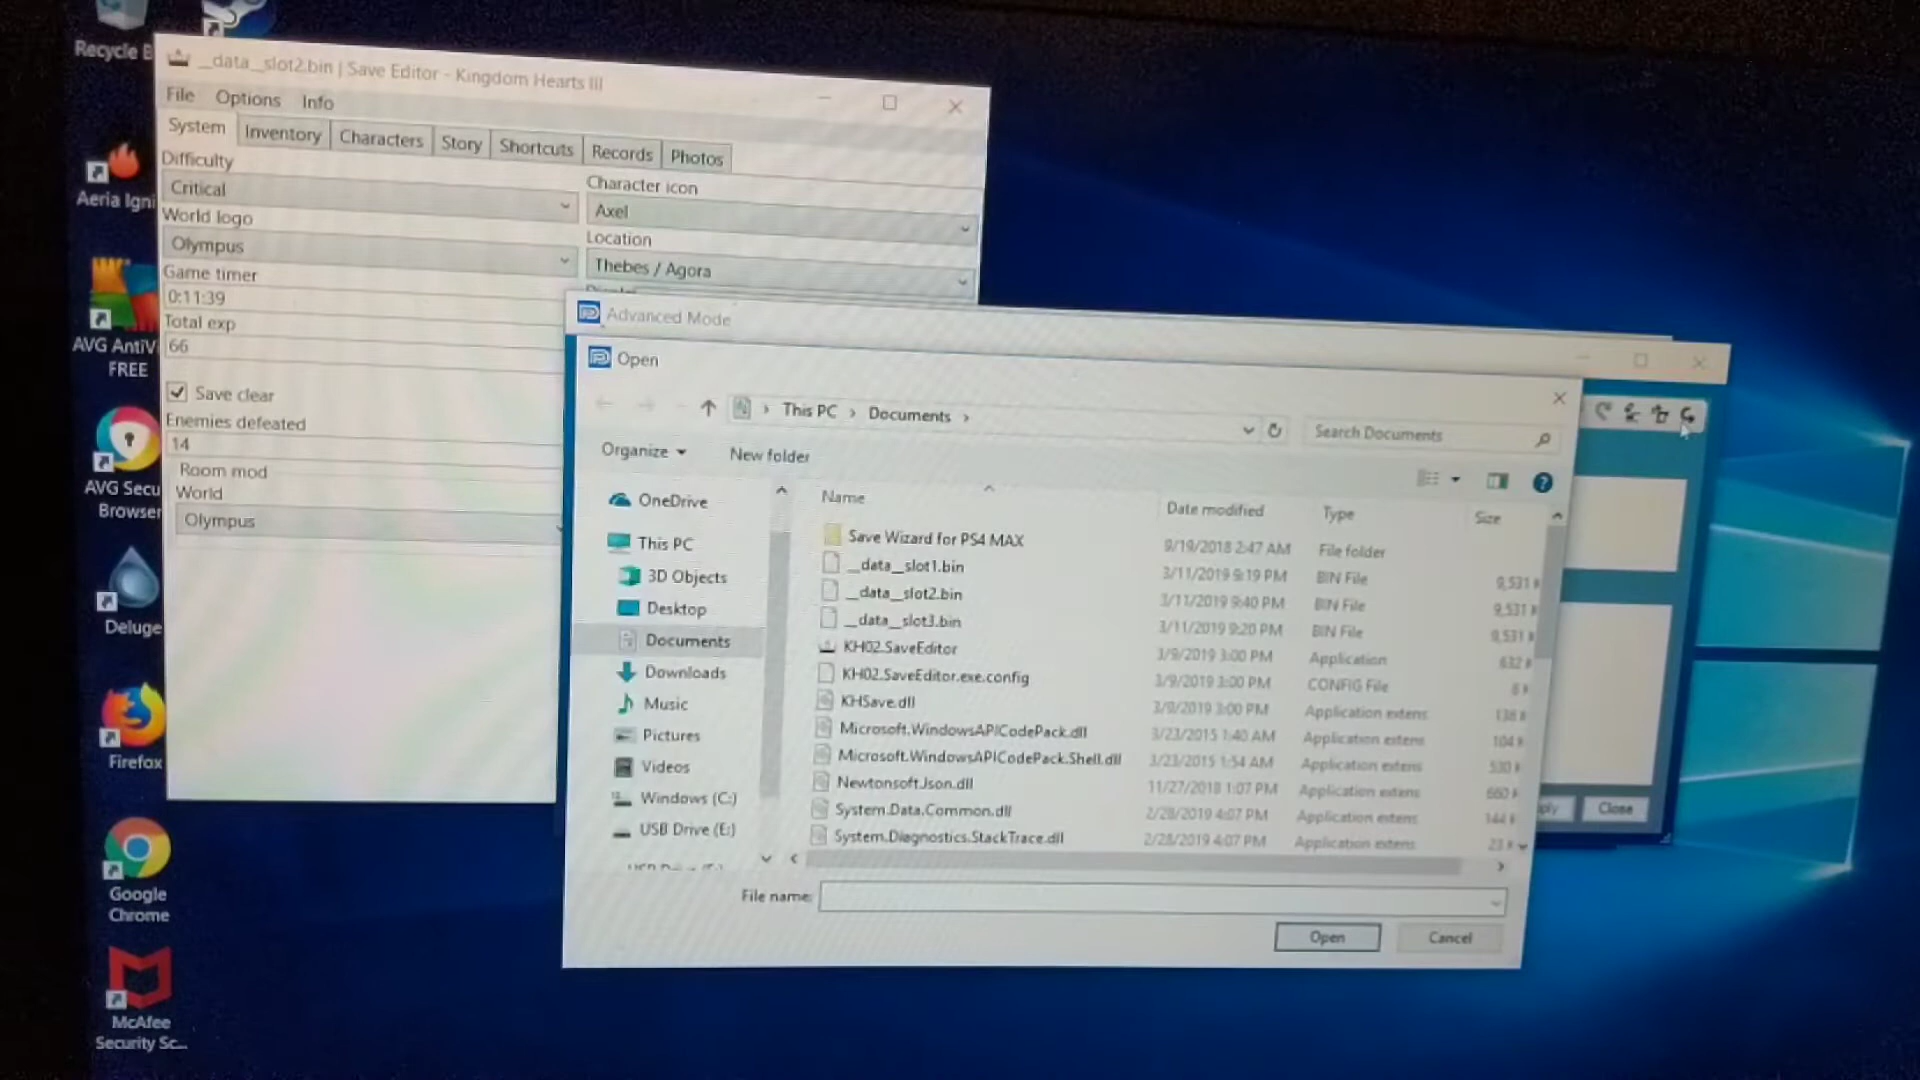 Recycle B
Aeria Igni
AVG AntiVi
FREE
AVG Secu
Browser
Deluge
Firefox
Google
Chrome
McAfee
Security Sc...
__data__slot2.bin | Save Editor - Kingdom Hearts III
File Options Info
System Inventory Characters Story Shortcuts Records Photos
Difficulty
Critical
World logo
Olympus
Game timer
0:11:39
Total exp
66
Save clear
Enemies defeated
14
Room mod
World
Olympus
Character icon
Axel
Location
Thebes / Agora
Advanced Mode
Open
This PC > Documents >
Search Documents
Organize
New folder
OneDrive
This PC
3D Objects
Desktop
Documents
Downloads
Music
Pictures
Videos
Windows (C:)
USB Drive (E:)
Name Date modified Type Size
Save Wizard for PS4 MAX 9/19/2018 2:47 AM File folder
__data__slot1.bin 3/11/2019 9:19 PM BIN File 9,531 K
__data__slot2.bin 3/11/2019 9:40 PM BIN File 9,531 K
__data__slot3.bin 3/11/2019 9:20 PM BIN File 9,531 K
KH02.SaveEditor 3/9/2019 3:00 PM Application 632 K
KH02.SaveEditor.exe.config 3/9/2019 3:00 PM CONFIG File
KHSave.dll 3/9/2019 3:00 PM Application extens
Microsoft.WindowsAPICodePack.dll 3/23/2015 1:40 AM Application extens 104 K
Microsoft.WindowsAPICodePack.Shell.dll 3/23/2015 1:54 AM Application extens 530 K
Newtonsoft.Json.dll 11/27/2018 1:07 PM Application extens 660 K
System.Data.Common.dll 2/28/2019 4:07 PM Application extens 144 K
System.Diagnostics.StackTrace.dll 2/28/2019 4:07 PM Application extens 23 K
File name:
Open Cancel
Close